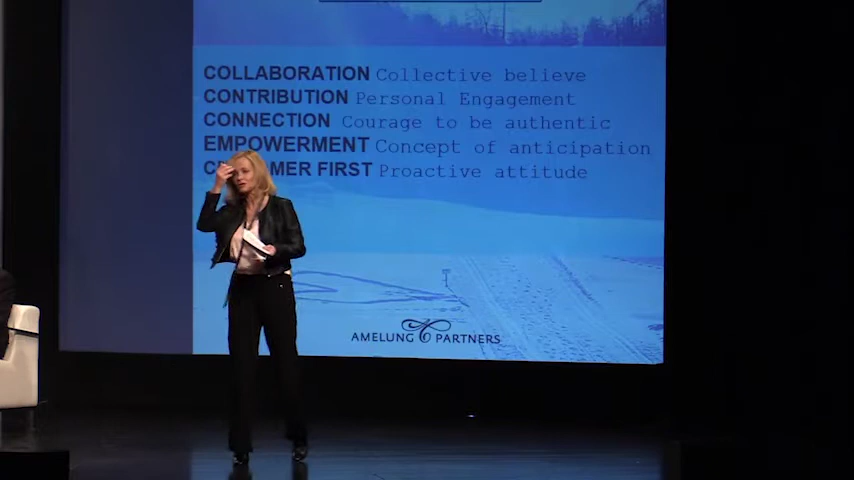 COLLABORATION Collective believe
CONTRIBUTION Personal Engagement
CONNECTION Courage to be authentic
EMPOWERMENT Concept of anticipation
MER FIRST Proactive attitude
AMELUNG PARTNERS